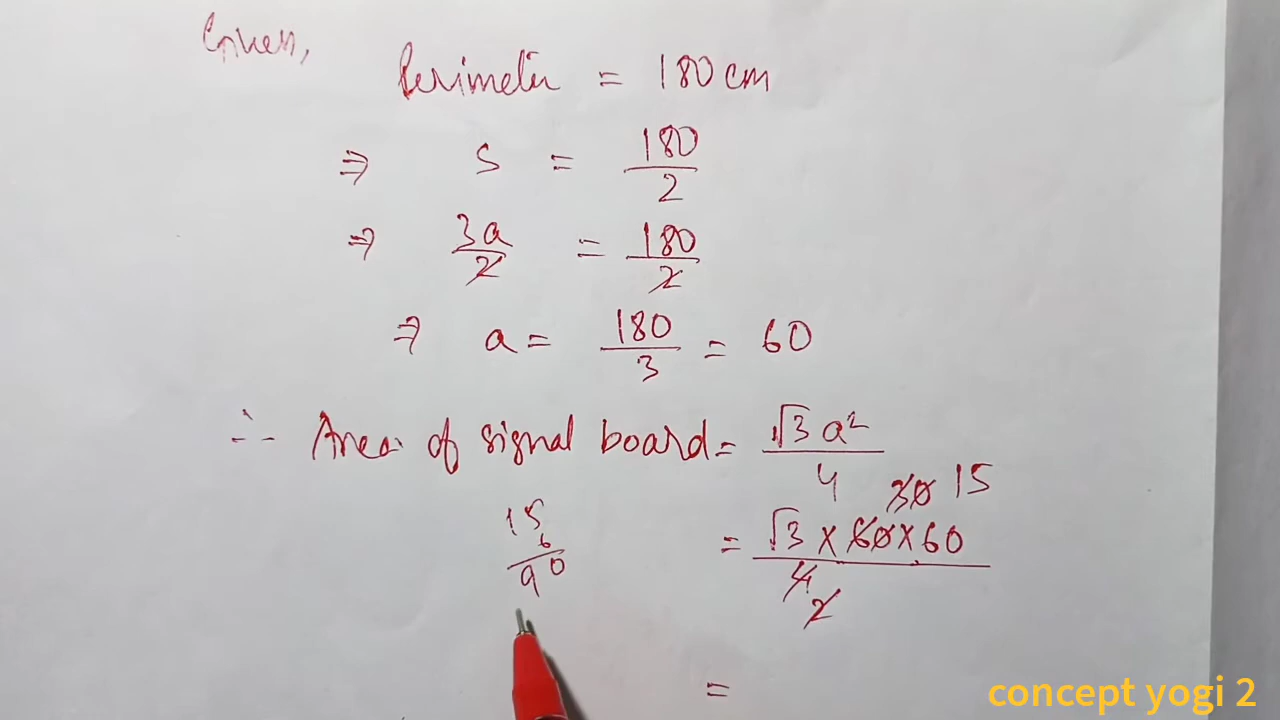 Given,
Perimeter = 180 cm
⇒ S = 180/2
⇒ 3a/2 = 180/2
⇒ a = 180/3 = 60
∴ Area of signal board = √3 a²/4
30 15
= √3 × 60 × 60 / 4
2
15
6
90
=
concept yogi 2